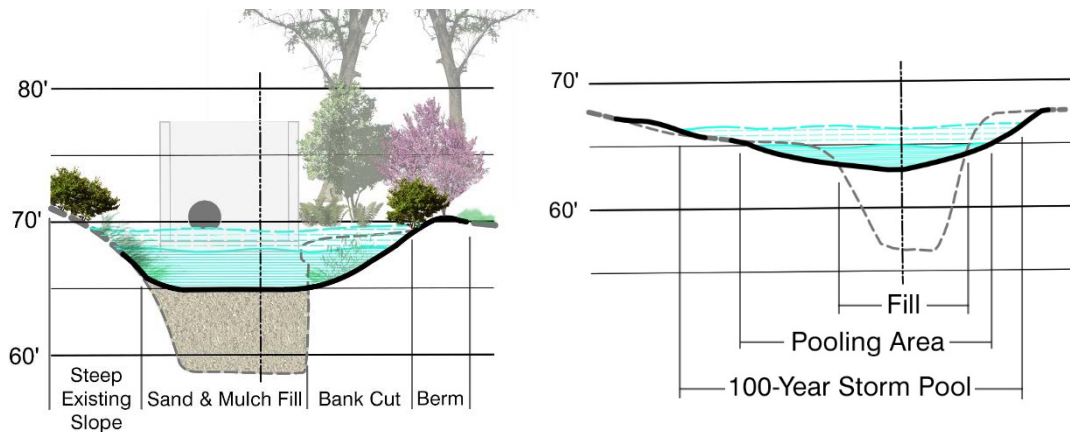 80'
70'
60'
Steep
Existing
Slope
Sand & Mulch Fill
Bank Cut
Berm
70'
60'
Fill
Pooling Area
100-Year Storm Pool